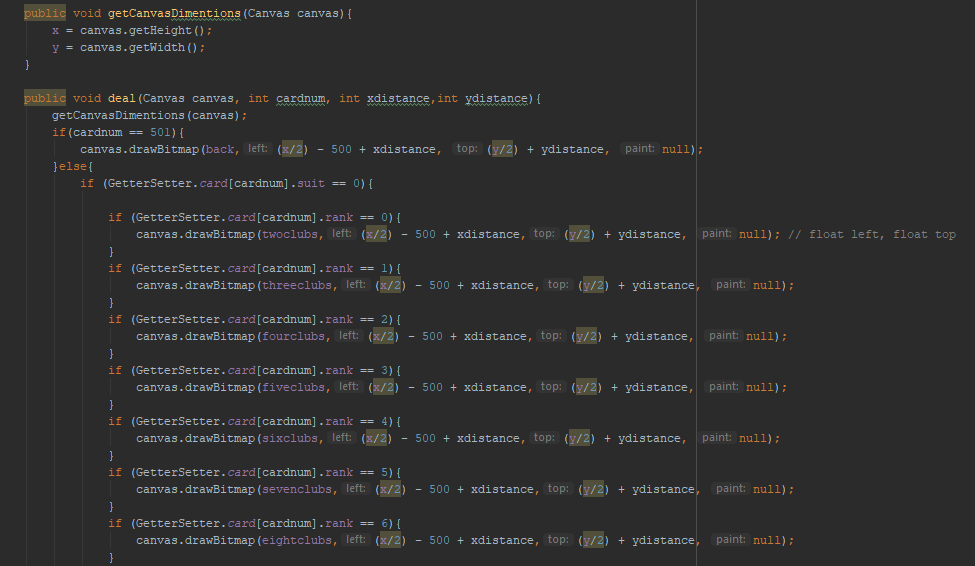 public void getCanvasDimentions(Canvas canvas){
x = canvas.getHeight();
y = canvas.getWidth();
}
public void deal(Canvas canvas, int cardnum, int xdistance,int ydistance){
getCanvasDimentions(canvas);
if(cardnum == 501){
canvas.drawBitmap(back, left: (x/2) - 500 + xdistance, top: (y/2) + ydistance, paint: null);
}else{
if (GetterSetter.card[cardnum].suit == 0){
if (GetterSetter.card[cardnum].rank == 0){
canvas.drawBitmap(twoclubs, left: (x/2) - 500 + xdistance, top: (y/2) + ydistance, paint: null); // float left, float top
}
if (GetterSetter.card[cardnum].rank == 1){
canvas.drawBitmap(threeclubs, left: (x/2) - 500 + xdistance, top: (y/2) + ydistance, paint: null);
}
if (GetterSetter.card[cardnum].rank == 2){
canvas.drawBitmap(fourclubs, left: (x/2) - 500 + xdistance, top: (y/2) + ydistance, paint: null);
}
if (GetterSetter.card[cardnum].rank == 3){
canvas.drawBitmap(fiveclubs, left: (x/2) - 500 + xdistance, top: (y/2) + ydistance, paint: null);
}
if (GetterSetter.card[cardnum].rank == 4){
canvas.drawBitmap(sixclubs, left: (x/2) - 500 + xdistance, top: (y/2) + ydistance, paint: null);
}
if (GetterSetter.card[cardnum].rank == 5){
canvas.drawBitmap(sevenclubs, left: (x/2) - 500 + xdistance, top: (y/2) + ydistance, paint: null);
}
if (GetterSetter.card[cardnum].rank == 6){
canvas.drawBitmap(eightclubs, left: (x/2) - 500 + xdistance, top: (y/2) + ydistance, paint: null);
}